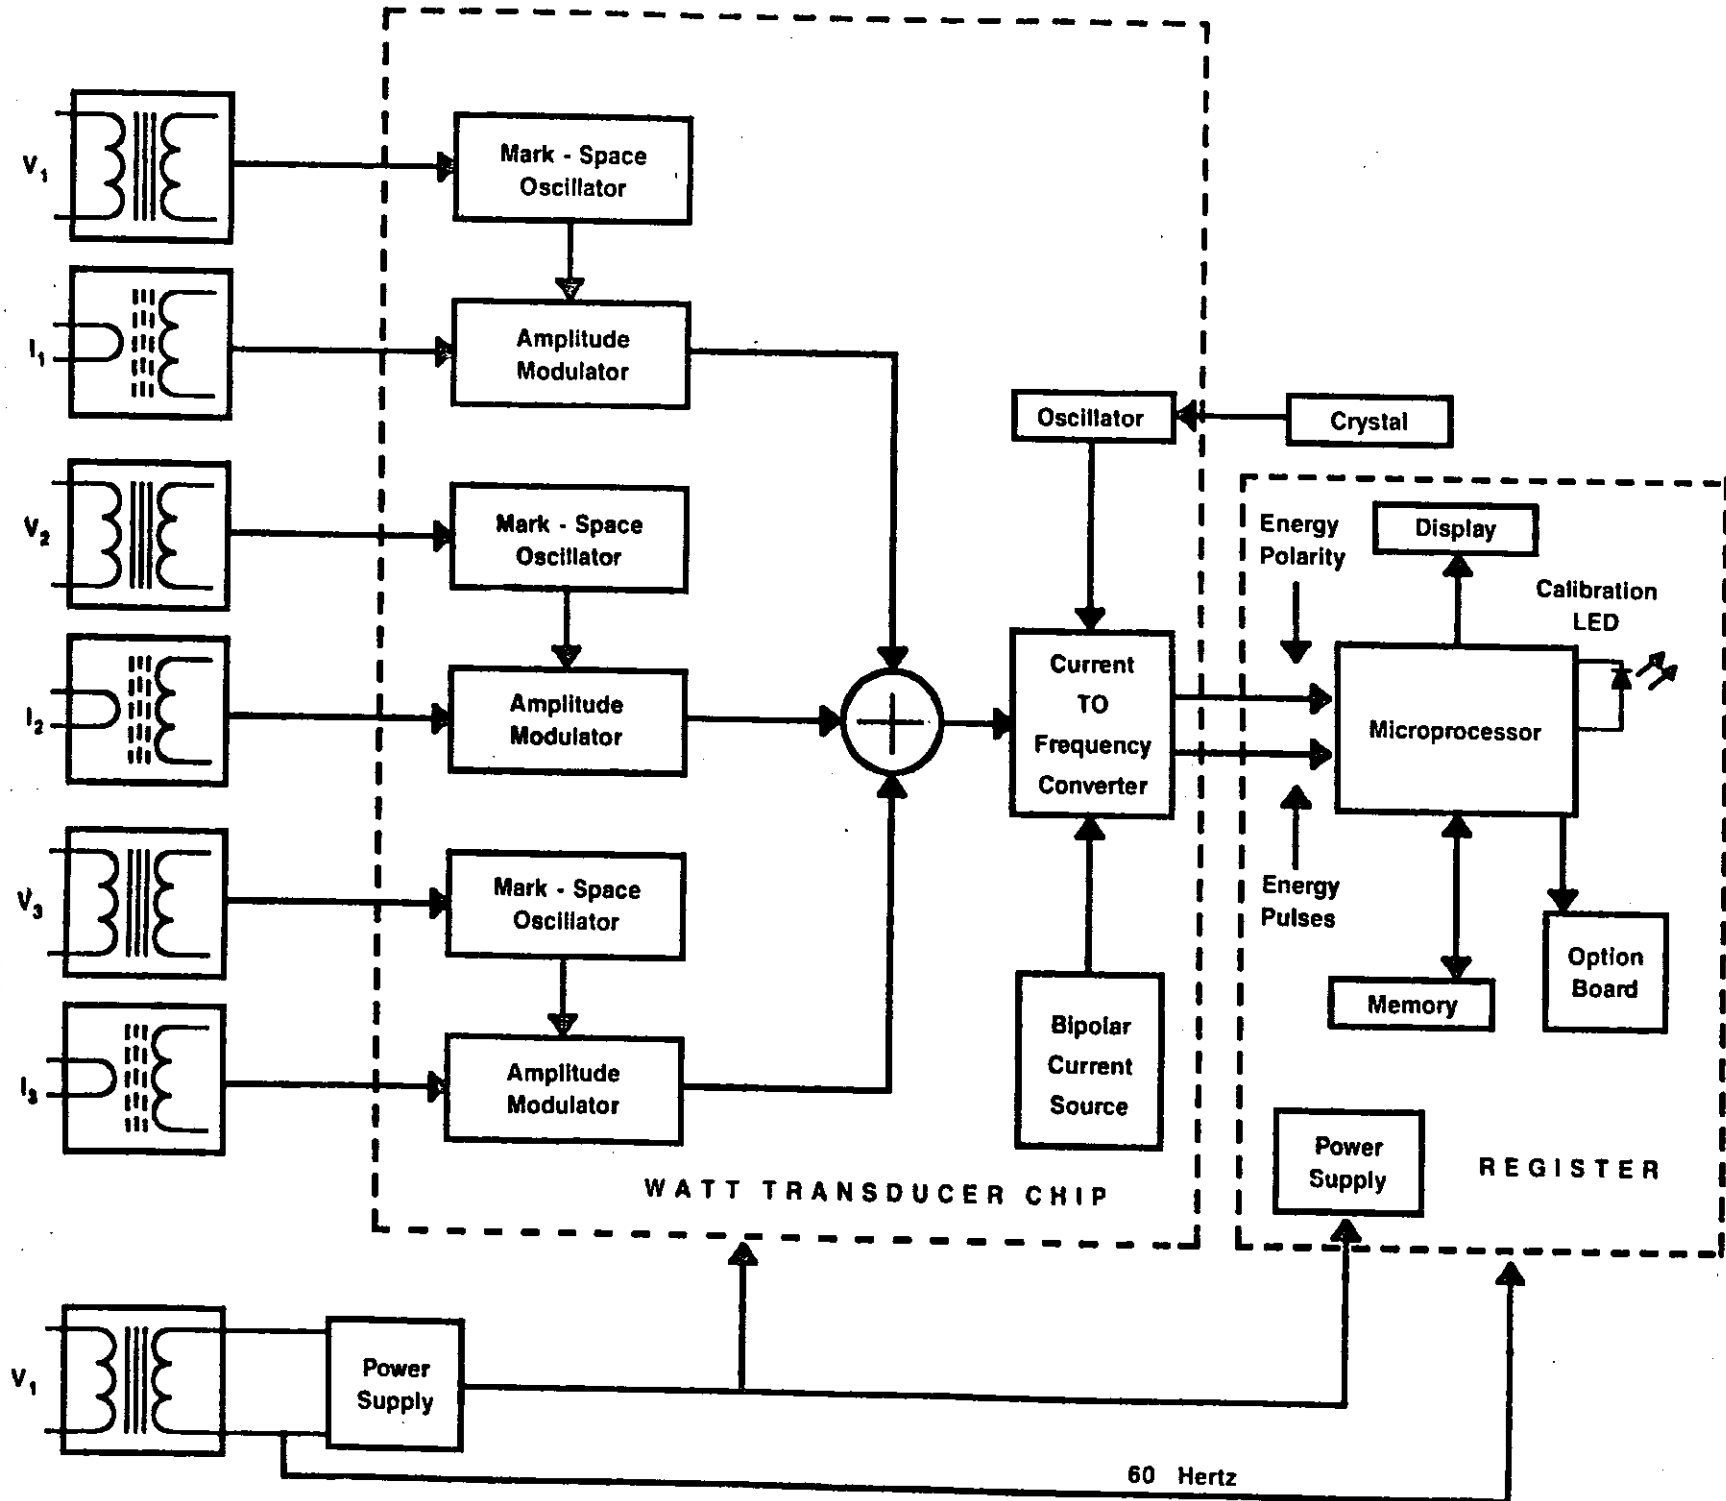 V1
Mark - Space
Oscillator
I1
Amplitude
Modulator
Oscillator
Crystal
V2
Mark - Space
Oscillator
Energy
Polarity
Display
Calibration
LED
I2
Amplitude
Modulator
Current
TO
Frequency
Converter
Microprocessor
V3
Mark - Space
Oscillator
Energy
Pulses
Memory
Option
Board
I3
Amplitude
Modulator
Bipolar
Current
Source
Power
Supply
REGISTER
WATT TRANSDUCER CHIP
V1
Power
Supply
60 Hertz